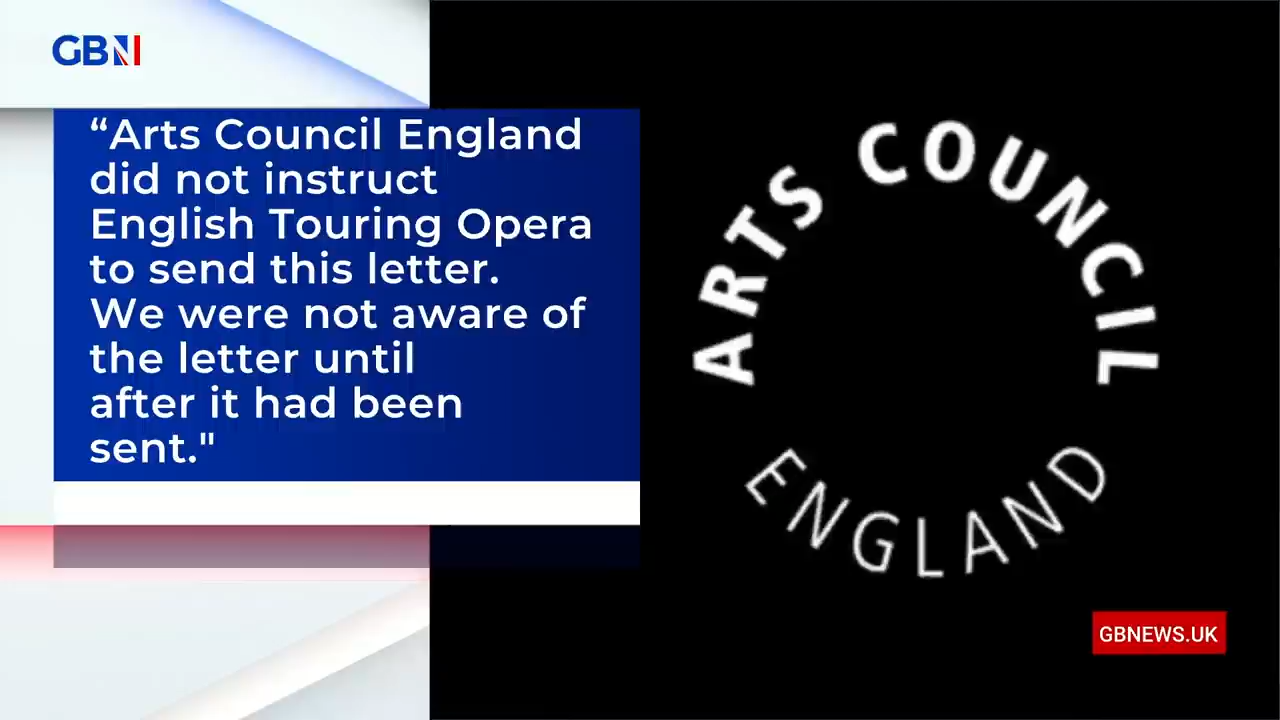 GBN
“Arts Council England
did not instruct
English Touring Opera
to send this letter.
We were not aware of
the letter until
after it had been
sent."
ARTS COUNCIL
ENGLAND
GBNEWS.UK